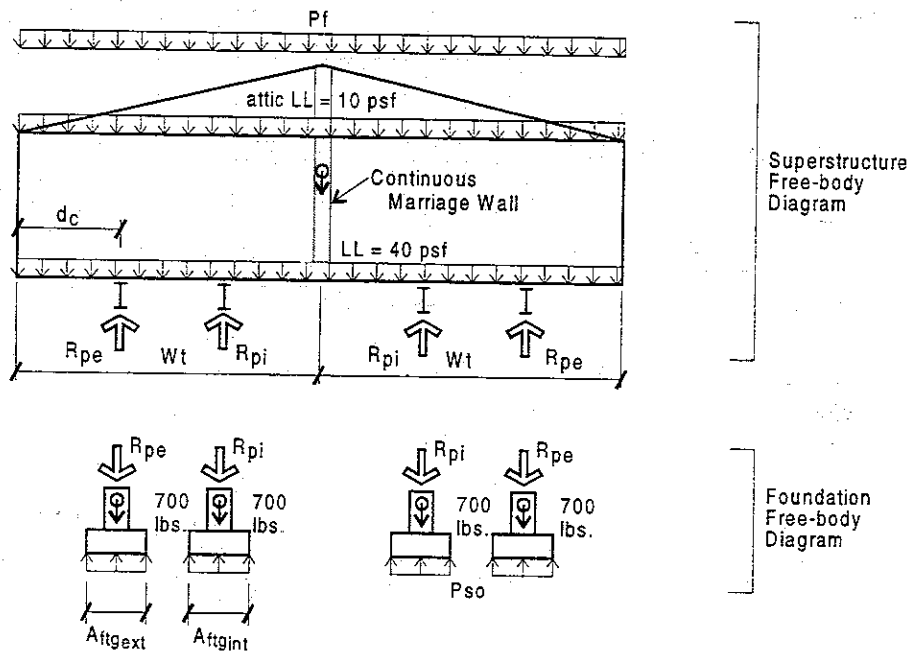 Pf
attic LL = 10 psf
Continuous
Marriage Wall
Superstructure
Free-body
Diagram
dc
LL = 40 psf
Rpe Wt Rpi Rpi Wt Rpe
Rpe Rpi Rpi Rpe
700 lbs. 700 lbs. 700 lbs. 700 lbs.
Foundation
Free-body
Diagram
Pso
Aftgext Aftgint